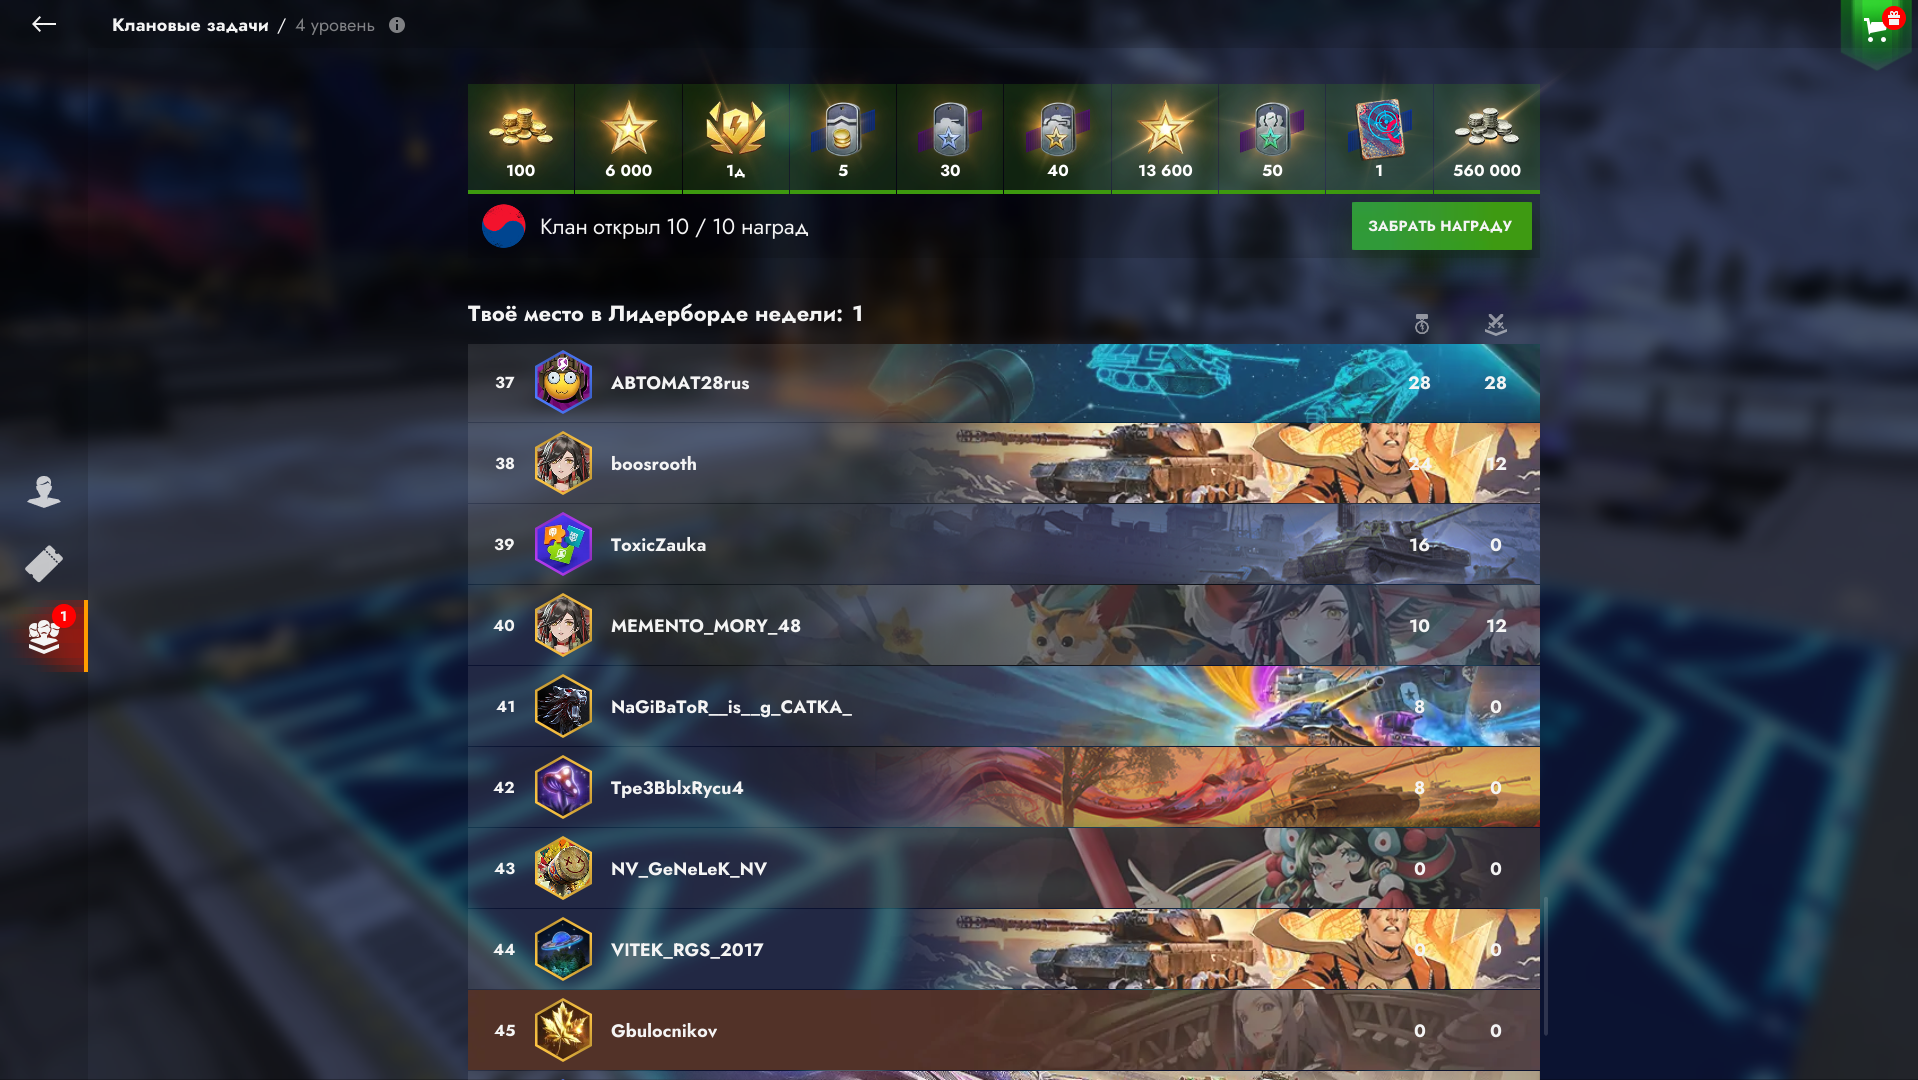 Клановые задачи / 4 уровень
100 6 000 1д 5 30 40 13 600 50 1 560 000
Клан открыл 10 / 10 наград
ЗАБРАТЬ НАГРАДУ
Твоё место в Лидерборде недели: 1
37 ABTOMAT28rus 28 28
38 boosrooth 24 12
39 ToxicZauka 16 0
40 MEMENTO_MORY_48 10 12
1
41 NaGiBaToR__is__g_CATKA_ 8 0
42 Tpe3BblxRycu4 8 0
43 NV_GeNeLeK_NV 0 0
44 VITEK_RGS_2017 0 0
45 Gbulocnikov 0 0